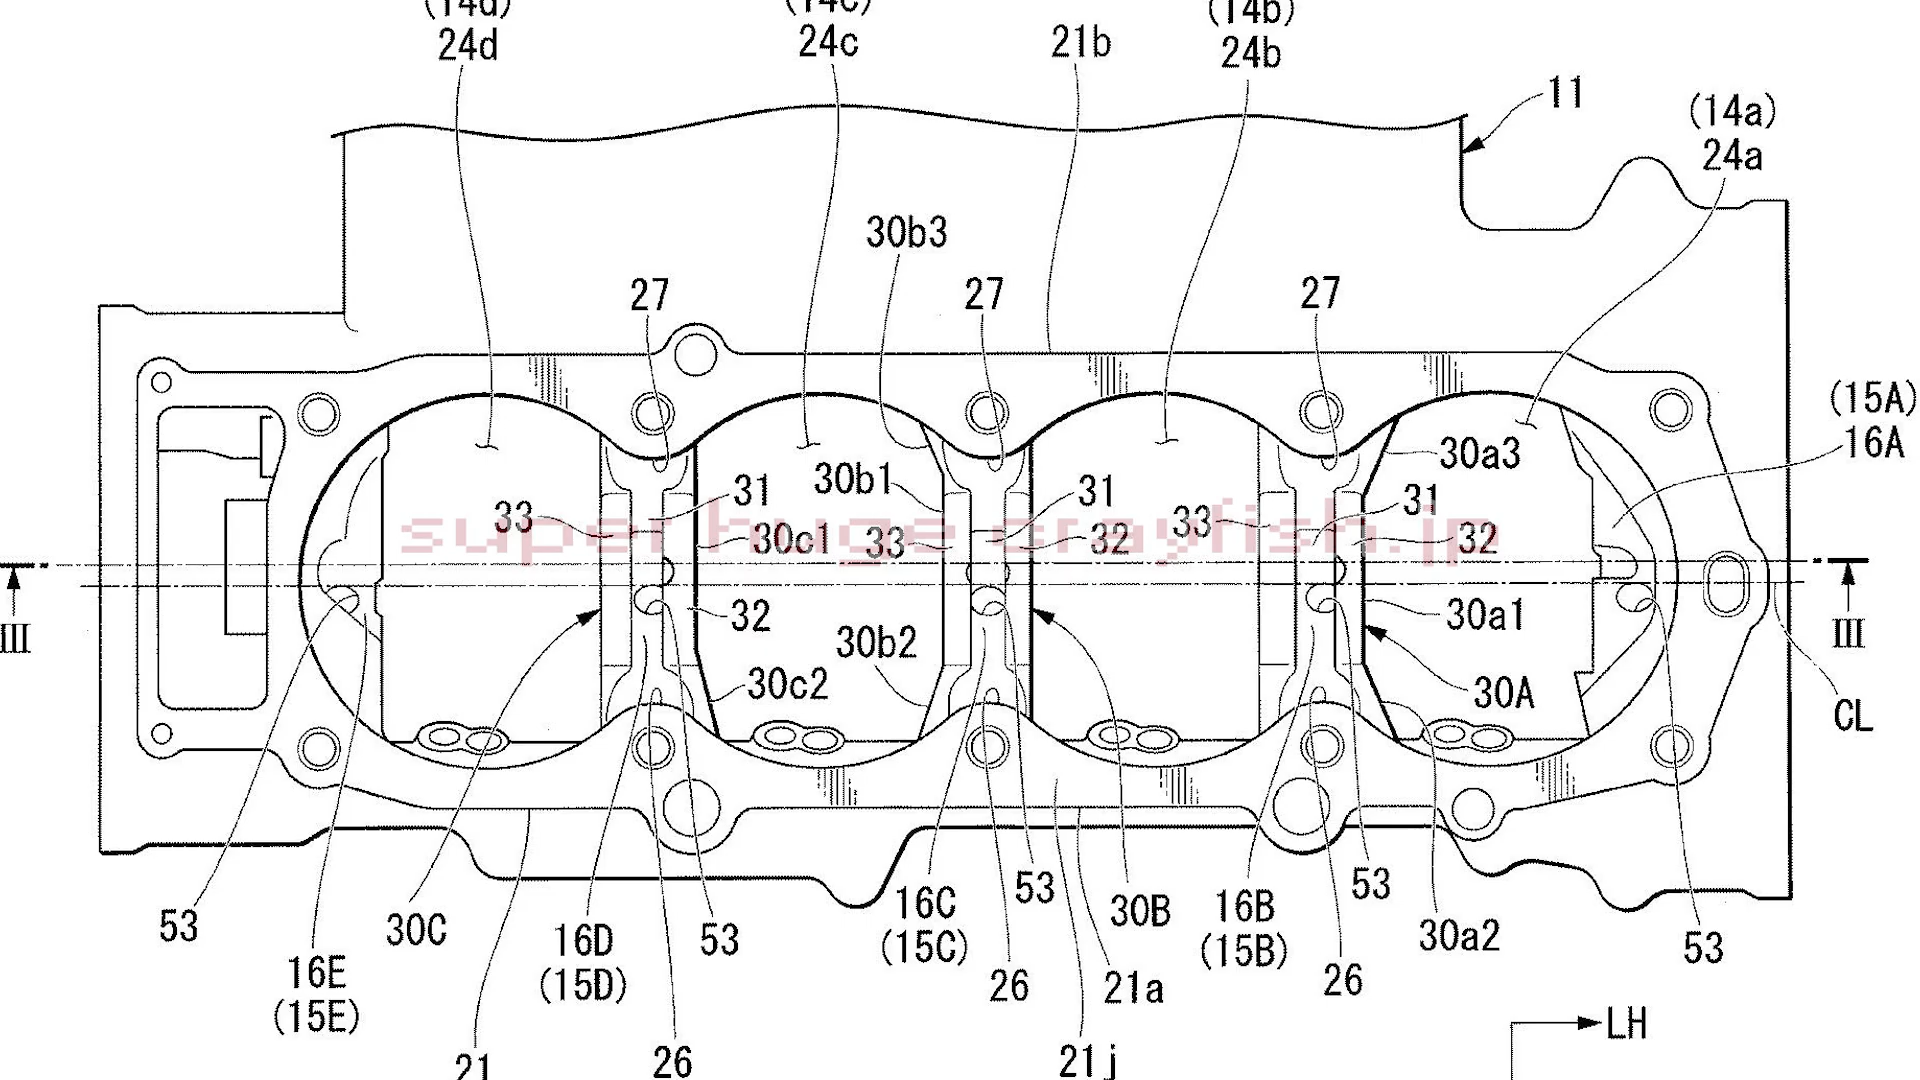 (14d)
24d
(14c)
24c
21b
(14b)
24b
11
(14a)
24a
30b3
27
27
27
(15A)
16A
30a3
30b1
31
31
31
33
30c1
33
32
33
32
super huge crayfish.jp
III
III
32
30a1
30b2
30c2
30A
CL
53
30C
16D
(15D)
53
16C
(15C)
53
30B
16B
(15B)
53
30a2
53
16E
(15E)
26
21a
26
LH
21
26
21j